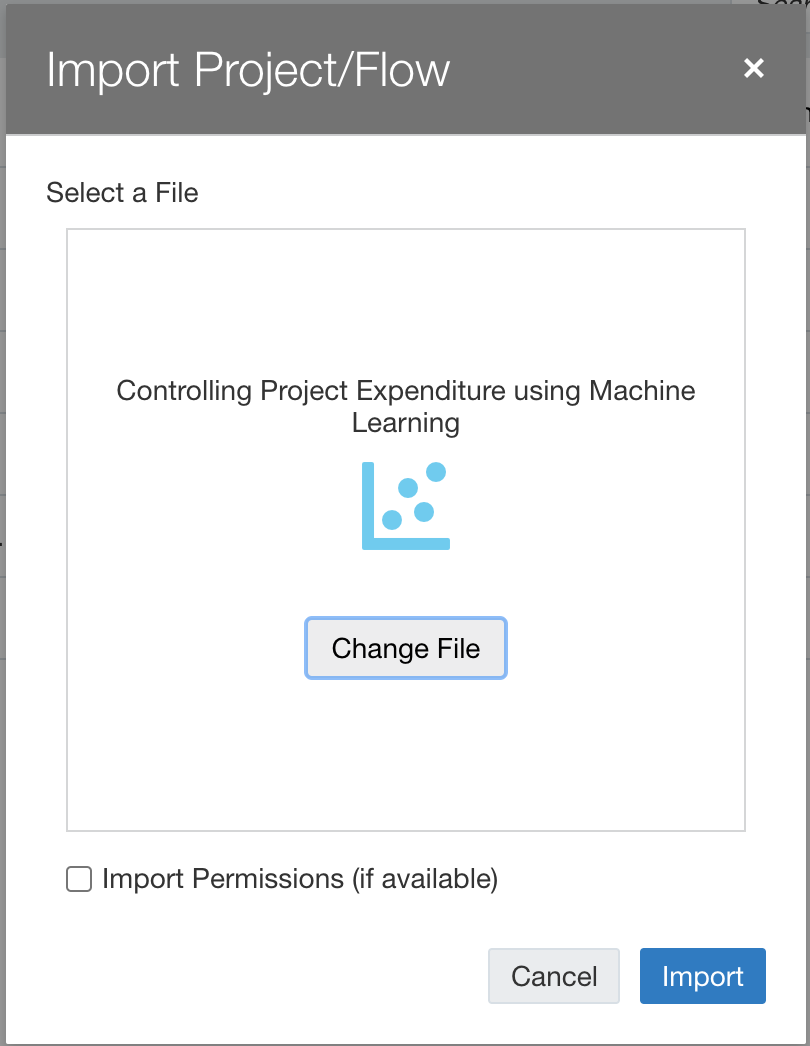 Import Project/Flow
×
Select a File
Controlling Project Expenditure using Machine
Learning
Change File
Import Permissions (if available)
Cancel
Import